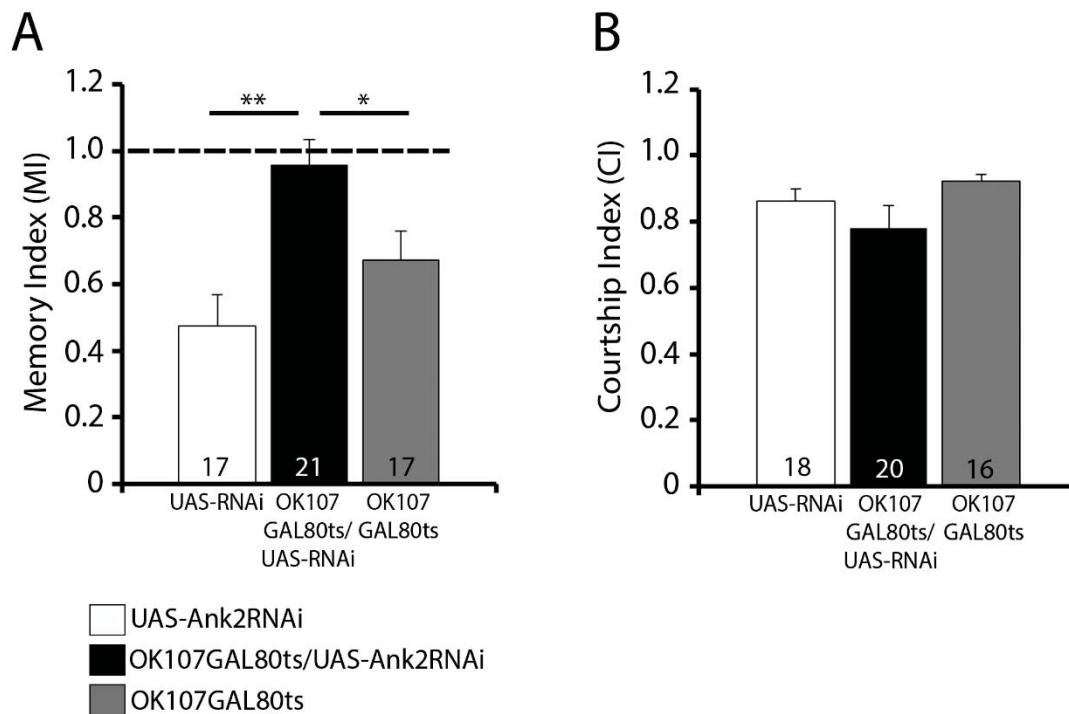 A
Memory Index (MI)
1.2
1.0
0.8
0.6
0.4
0.2
0
** *
17 21 17
UAS-RNAi OK107 OK107
GAL80ts/ GAL80ts
UAS-RNAi
B
Courtship Index (CI)
1.2
1.0
0.8
0.6
0.4
0.2
0
18 20 16
UAS-RNAi OK107 OK107
GAL80ts/ GAL80ts
UAS-RNAi
UAS-Ank2RNAi
OK107GAL80ts/UAS-Ank2RNAi
OK107GAL80ts